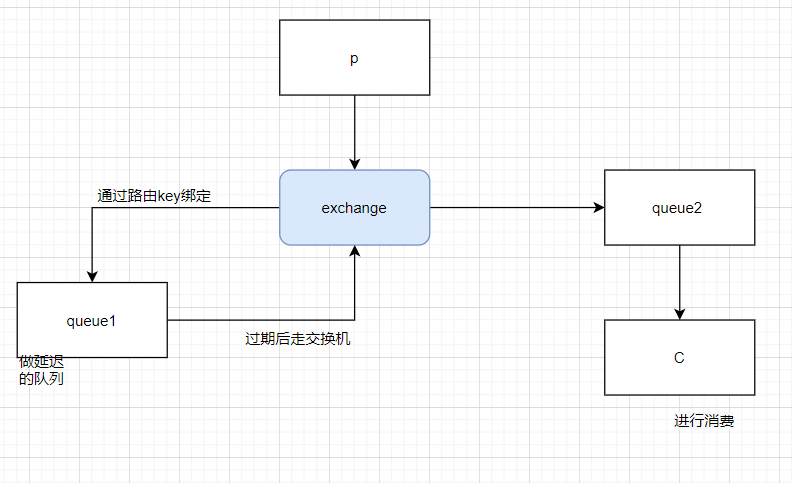 p
通过路由key绑定
exchange
queue2
queue1
过期后走交换机
做延迟
的队列
C
进行消费